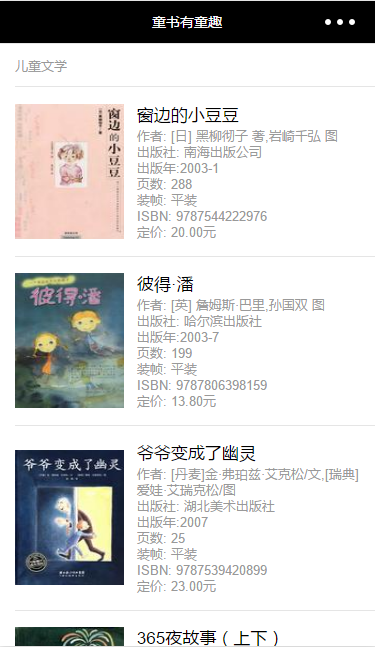 童书有童趣
儿童文学
窗边的小豆豆
作者: [日] 黑柳彻子 著,岩崎千弘 图
出版社: 南海出版公司
出版年:2003-1
页数: 288
装帧: 平装
ISBN: 9787544222976
定价: 20.00元
窗边的小豆豆
彼得·潘
作者: [英] 詹姆斯·巴里,孙国双 图
出版社: 哈尔滨出版社
出版年:2003-7
页数: 199
装帧: 平装
ISBN: 9787806398159
定价: 13.80元
彼得·潘
爷爷变成了幽灵
作者: [丹麦]金·弗珀兹·艾克松/文,[瑞典]
爱娃·艾瑞克松/图
出版社: 湖北美术出版社
出版年:2007
页数: 25
装帧: 平装
ISBN: 9787539420899
定价: 23.00元
爷爷变成了幽灵
365夜故事（上下）